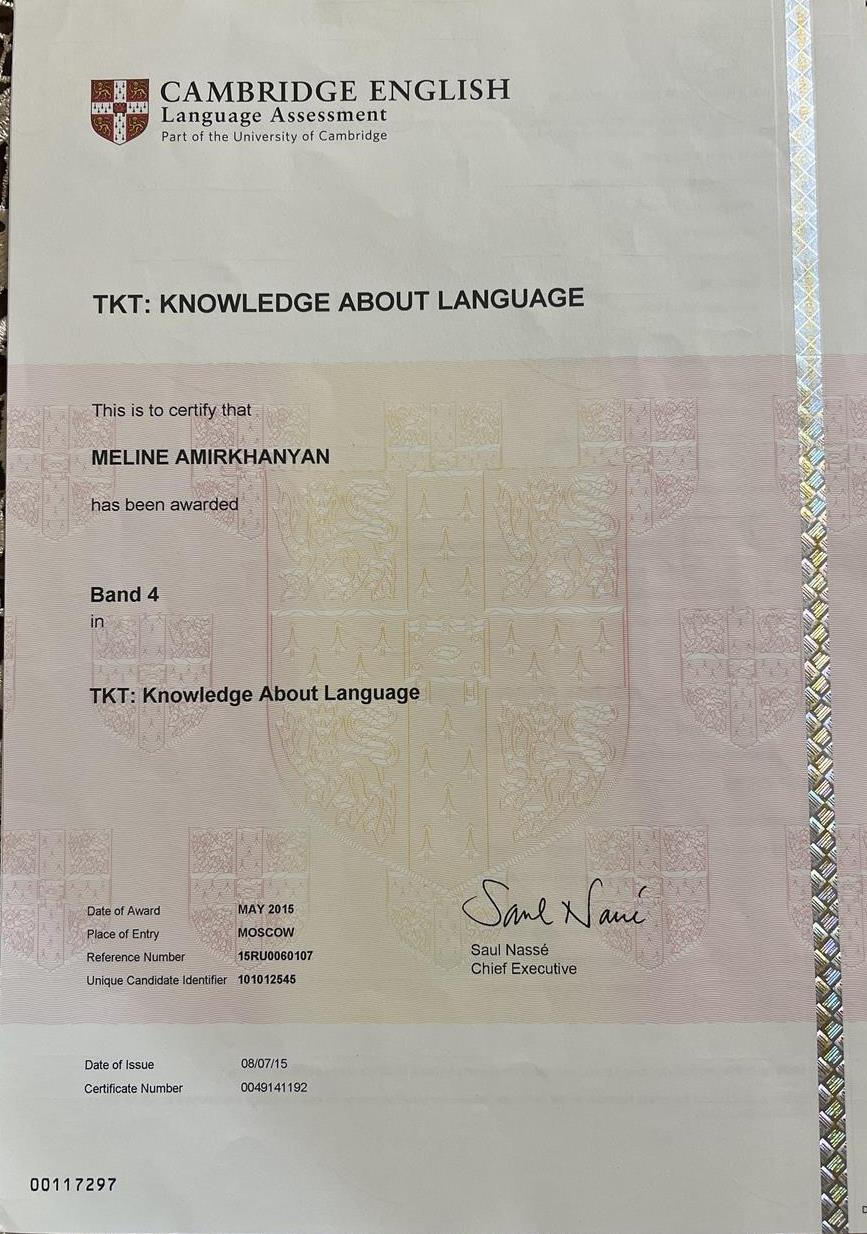 CAMBRIDGE ENGLISH
Language Assessment
Part of the University of Cambridge
TKT: KNOWLEDGE ABOUT LANGUAGE
This is to certify that
MELINE AMIRKHANYAN
has been awarded
Band 4
in
TKT: Knowledge About Language
Date of Award MAY 2015
Place of Entry MOSCOW
Reference Number 15RU0060107
Unique Candidate Identifier 101012545
Saul Nassé
Saul Nassé
Chief Executive
Date of Issue 08/07/15
Certificate Number 0049141192
00117297